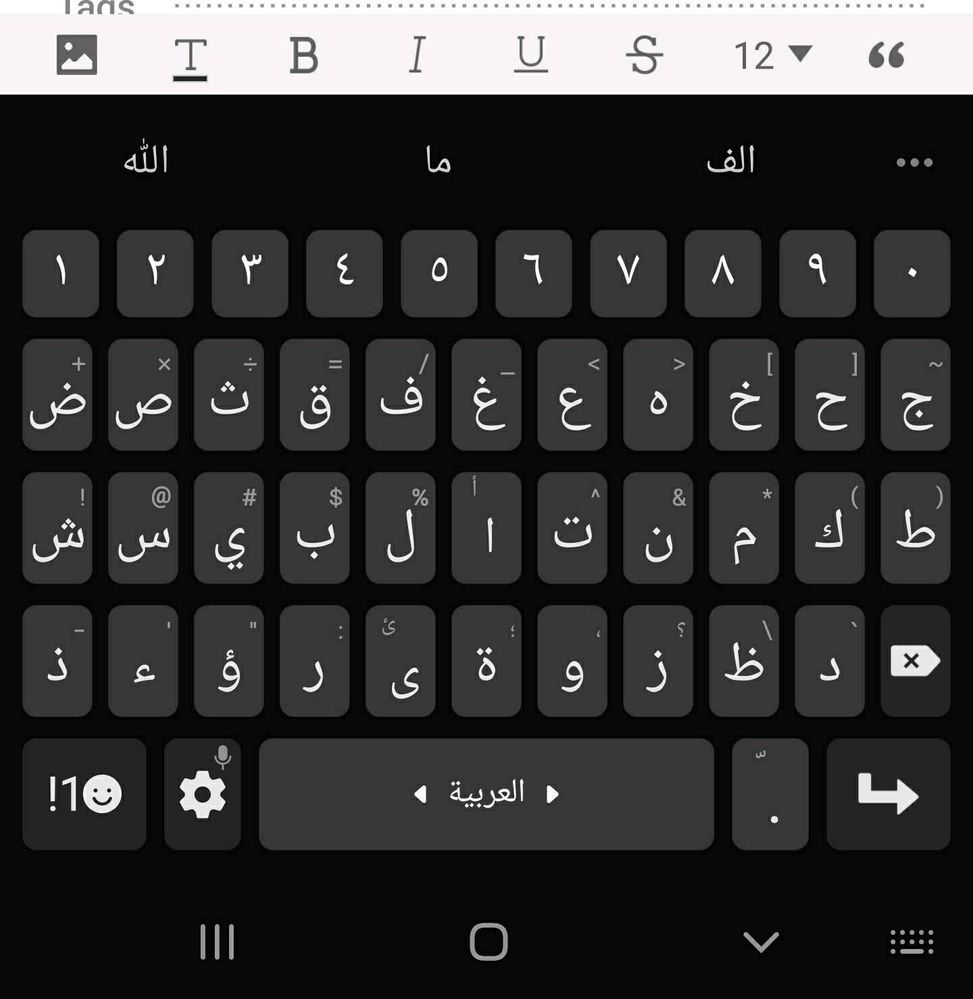 Tags
T B I U S 12 “
الله ما الف ...
١ ٢ ٣ ٤ ٥ ٦ ٧ ٨ ٩ ٠
+ × ÷ = / _ < > [ ] ~
ض ص ث ق ف غ ع ه خ ح ج
! @ # $ % أ ^ & * ( )
ش س ي ب ل ا ت ن م ك ط
- ' " : ئ ؛ ، ؟ \ `
ذ ء ؤ ر ى ة و ز ظ د
!1 العربية .